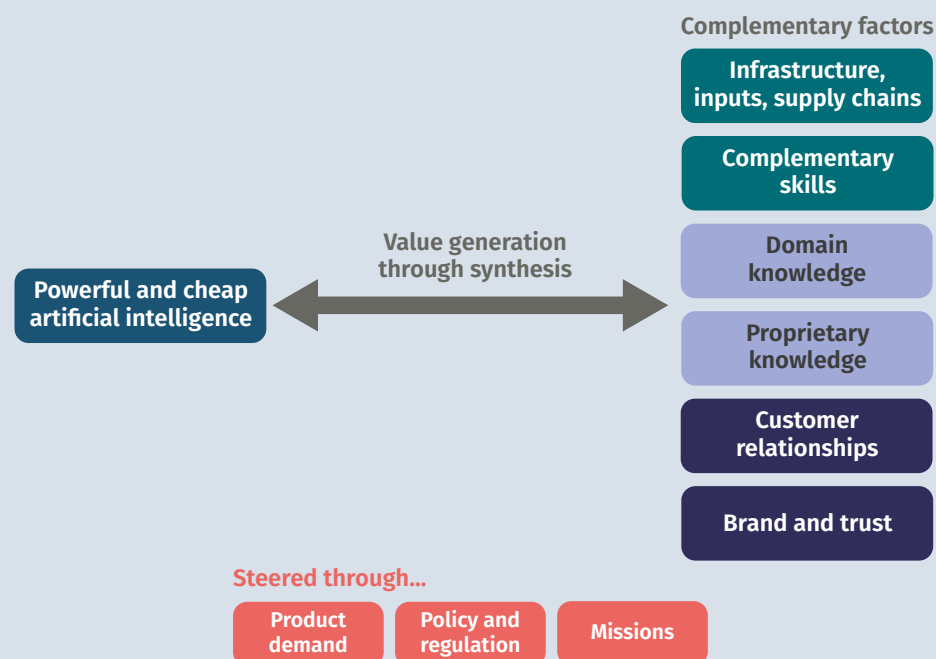 Complementary factors
Infrastructure,
inputs, supply chains
Complementary
skills
Domain
knowledge
Proprietary
knowledge
Customer
relationships
Brand and trust
Value generation
through synthesis
Powerful and cheap
artificial intelligence
Steered through...
Product
demand
Policy and
regulation
Missions